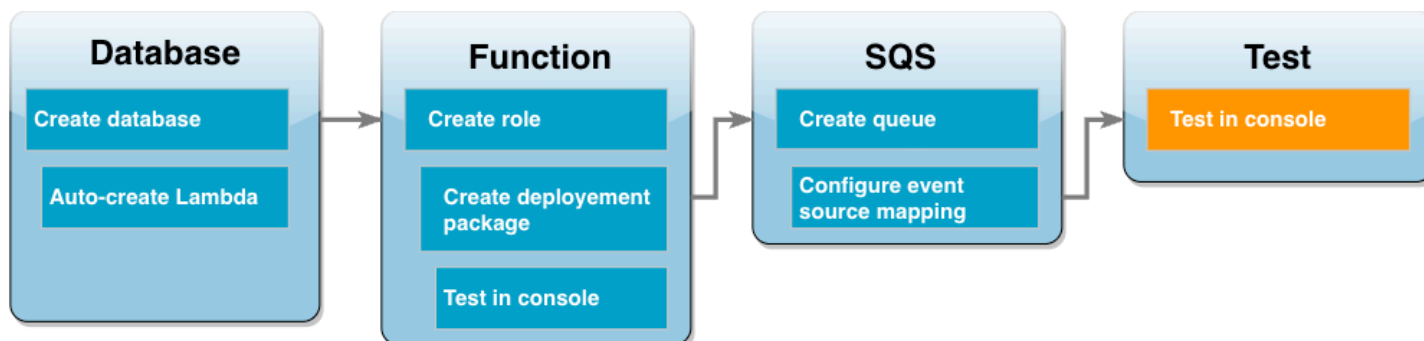 Database
Create database
Auto-create Lambda
Function
Create role
Create deployement
package
Test in console
SQS
Create queue
Configure event
source mapping
Test
Test in console